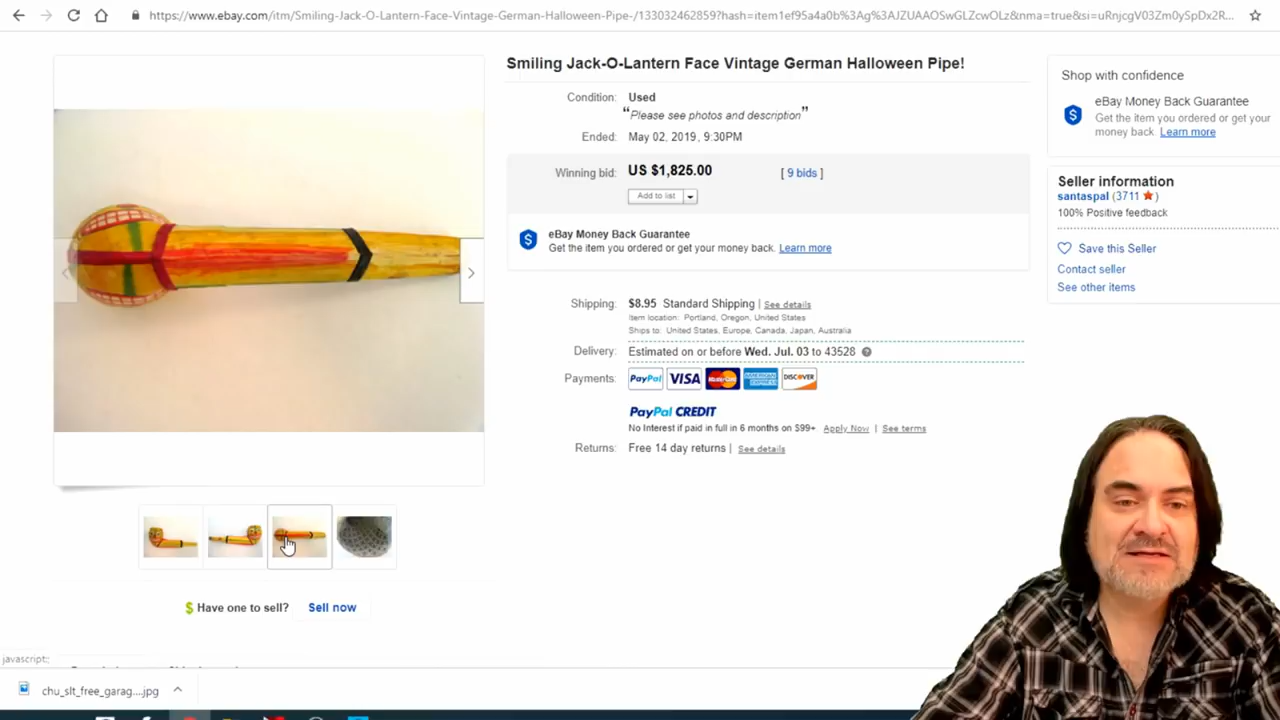 https://www.ebay.com/itm/Smiling-Jack-O-Lantern-Face-Vintage-German-Halloween-Pipe-/133032462859?hash=item1ef95a4a0b%3Ag%3AJZUAAOSwGLZcwOLz&nma=true&si=uRnjcgV03Zm0ySpDx2R...
Smiling Jack-O-Lantern Face Vintage German Halloween Pipe!
Condition: Used
“Please see photos and description”
Ended: May 02, 2019, 9:30PM
Winning bid: US $1,825.00 [ 9 bids ]
Add to list
eBay Money Back Guarantee
Get the item you ordered or get your money back. Learn more
Shipping: $8.95 Standard Shipping | See details
Item location: Portland, Oregon, United States
Ships to: United States, Europe, Canada, Japan, Australia
Delivery: Estimated on or before Wed. Jul. 03 to 43528
Payments: PayPal VISA MasterCard AMERICAN EXPRESS DISCOVER
PayPal CREDIT
No Interest if paid in full in 6 months on $99+ Apply Now | See terms
Returns: Free 14 day returns | See details
Shop with confidence
eBay Money Back Guarantee
Get the item you ordered or get your
money back. Learn more
Seller information
santaspal (3711)
100% Positive feedback
Save this Seller
Contact seller
See other items
$ Have one to sell? Sell now
javascript:;
chu_slt_free_garag....jpg